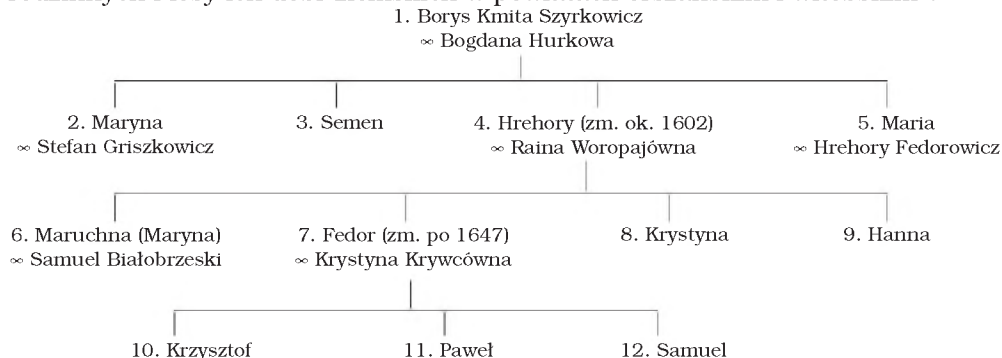 1. Borys Kmita Szyrkowicz
∞ Bogdana Hurkowa
2. Maryna
∞ Stefan Griszkowicz
3. Semen
4. Hrehory (zm. ok. 1602)
∞ Raina Woropajówna
5. Maria
∞ Hrehory Fedorowicz
6. Maruchna (Maryna)
∞ Samuel Białobrzeski
7. Fedor (zm. po 1647)
∞ Krystyna Krywcówna
8. Krystyna
9. Hanna
10. Krzysztof
11. Paweł
12. Samuel